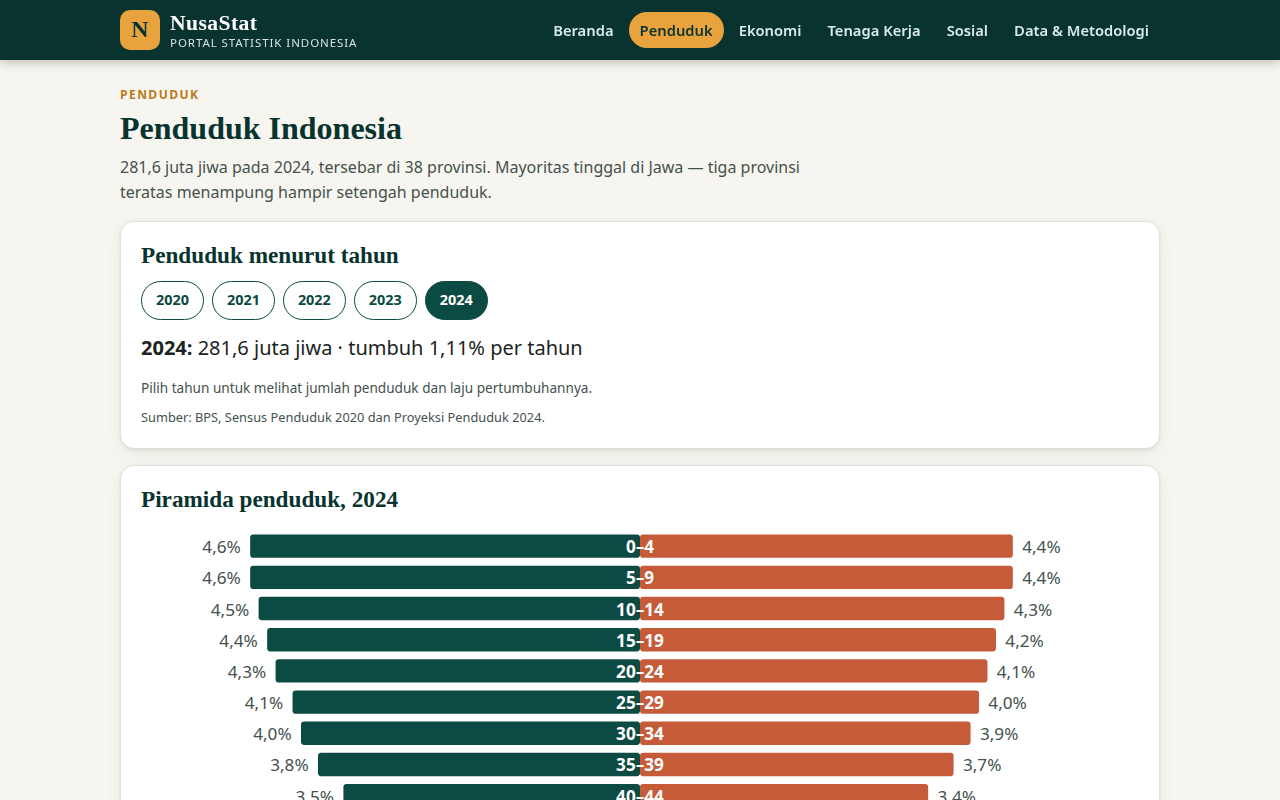 N
NusaStat
PORTAL STATISTIK INDONESIA
Beranda
Penduduk
Ekonomi
Tenaga Kerja
Sosial
Data & Metodologi
PENDUDUK
Penduduk Indonesia
281,6 juta jiwa pada 2024, tersebar di 38 provinsi. Mayoritas tinggal di Jawa — tiga provinsi
teratas menampung hampir setengah penduduk.
Penduduk menurut tahun
2020
2021
2022
2023
2024
2024: 281,6 juta jiwa · tumbuh 1,11% per tahun
Pilih tahun untuk melihat jumlah penduduk dan laju pertumbuhannya.
Sumber: BPS, Sensus Penduduk 2020 dan Proyeksi Penduduk 2024.
Piramida penduduk, 2024
4,6% 0–4 4,4%
4,6% 5–9 4,4%
4,5% 10–14 4,3%
4,4% 15–19 4,2%
4,3% 20–24 4,1%
4,1% 25–29 4,0%
4,0% 30–34 3,9%
3,8% 35–39 3,7%
3,5% 40–44 3,4%